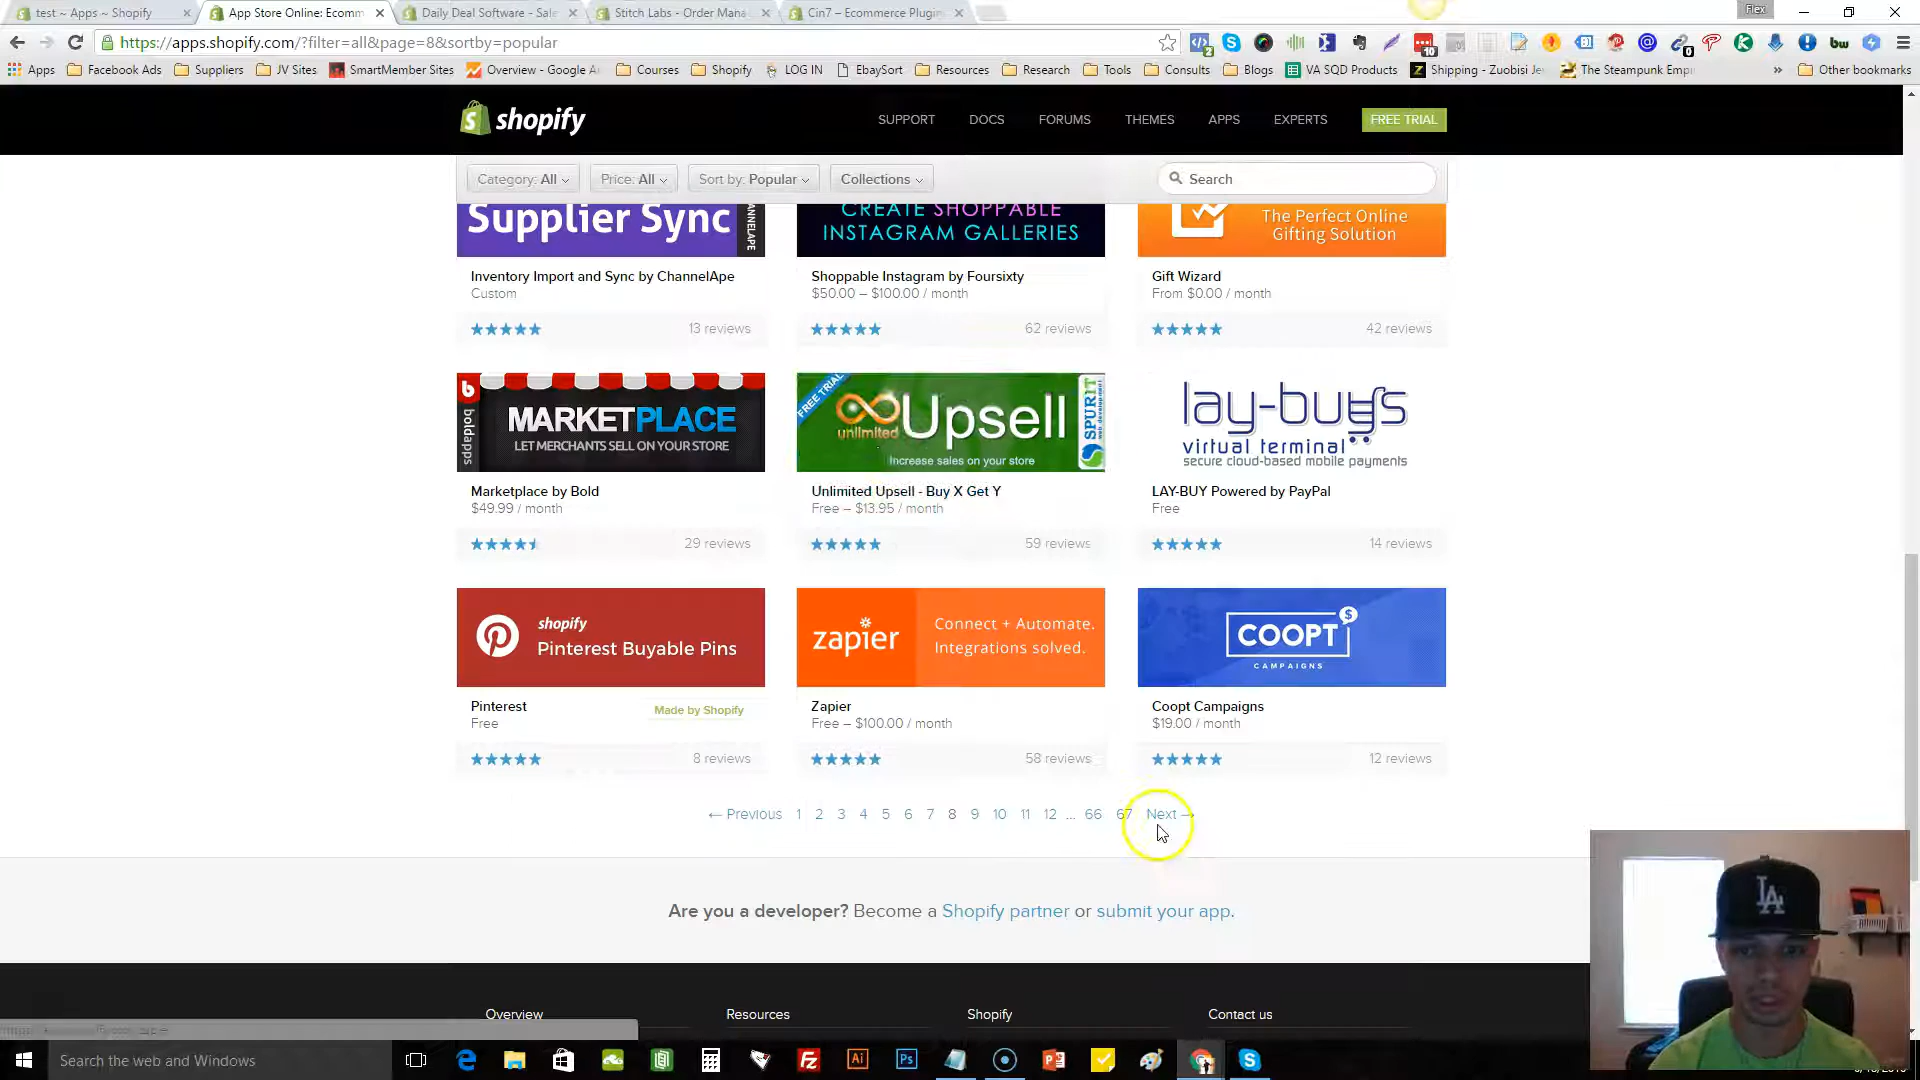 test ~ Apps ~ Shopify
App Store Online: Ecomm
Daily Deal Software - Sale
Stitch Labs - Order Mana
Cin7 – Ecommerce Plugin
Flex
https://apps.shopify.com/?filter=all&page=8&sortby=popular
Apps
Facebook Ads
Suppliers
JV Sites
SmartMember Sites
Overview - Google A
Courses
Shopify
LOG IN
EbaySort
Resources
Research
Tools
Consults
Blogs
VA SQD Products
Shipping - Zuobisi Je
The Steampunk Empi
Other bookmarks
shopify
SUPPORT
DOCS
FORUMS
THEMES
APPS
EXPERTS
FREE TRIAL
Category: All
Price: All
Sort by: Popular
Collections
Search
Supplier Sync
CREATE SHOPPABLE
INSTAGRAM GALLERIES
The Perfect Online
Gifting Solution
Inventory Import and Sync by ChannelApe
Custom
13 reviews
Shoppable Instagram by Foursixty
$50.00 – $100.00 / month
62 reviews
Gift Wizard
From $0.00 / month
42 reviews
boldapps
MARKETPLACE
LET MERCHANTS SELL ON YOUR STORE
FREE TRIAL
unlimited
Upsell
Increase sales on your store
SPURIT
lay-buys
virtual terminal
secure cloud-based mobile payments
Marketplace by Bold
$49.99 / month
29 reviews
Unlimited Upsell - Buy X Get Y
Free – $13.95 / month
59 reviews
LAY-BUY Powered by PayPal
Free
14 reviews
shopify
Pinterest Buyable Pins
zapier
Connect + Automate.
Integrations solved.
COOPT
CAMPAIGNS
Pinterest
Free
Made by Shopify
8 reviews
Zapier
Free – $100.00 / month
58 reviews
Coopt Campaigns
$19.00 / month
12 reviews
← Previous 1 2 3 4 5 6 7 8 9 10 11 12 ... 66 67 Next →
Are you a developer? Become a Shopify partner or submit your app.
Overview
Resources
Shopify
Contact us
LA
Search the web and Windows